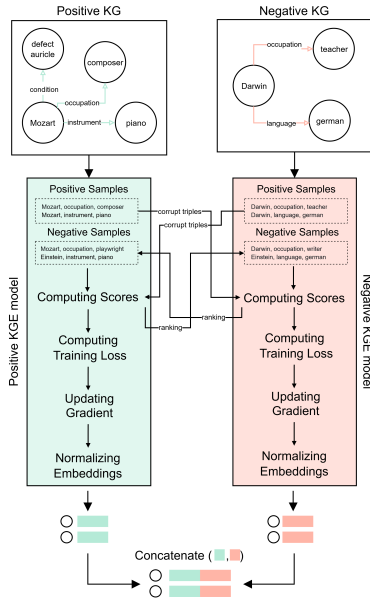 Positive KG
Negative KG
defect
auricle
composer
condition
occupation
Mozart
instrument
piano
occupation
teacher
Darwin
language
german
Positive KGE model
Positive Samples
Mozart, occupation, composer
Mozart, instrument, piano
Negative Samples
Mozart, occupation, playwright
Einstein, instrument, piano
Computing Scores
Computing
Training Loss
Updating
Gradient
Normalizing
Embeddings
corrupt triples
corrupt triples
ranking
ranking
Positive Samples
Darwin, occupation, teacher
Darwin, language, german
Negative Samples
Darwin, occupation, writer
Einstein, language, german
Computing Scores
Computing
Training Loss
Updating
Gradient
Normalizing
Embeddings
Negative KGE model
Concatenate ( , )